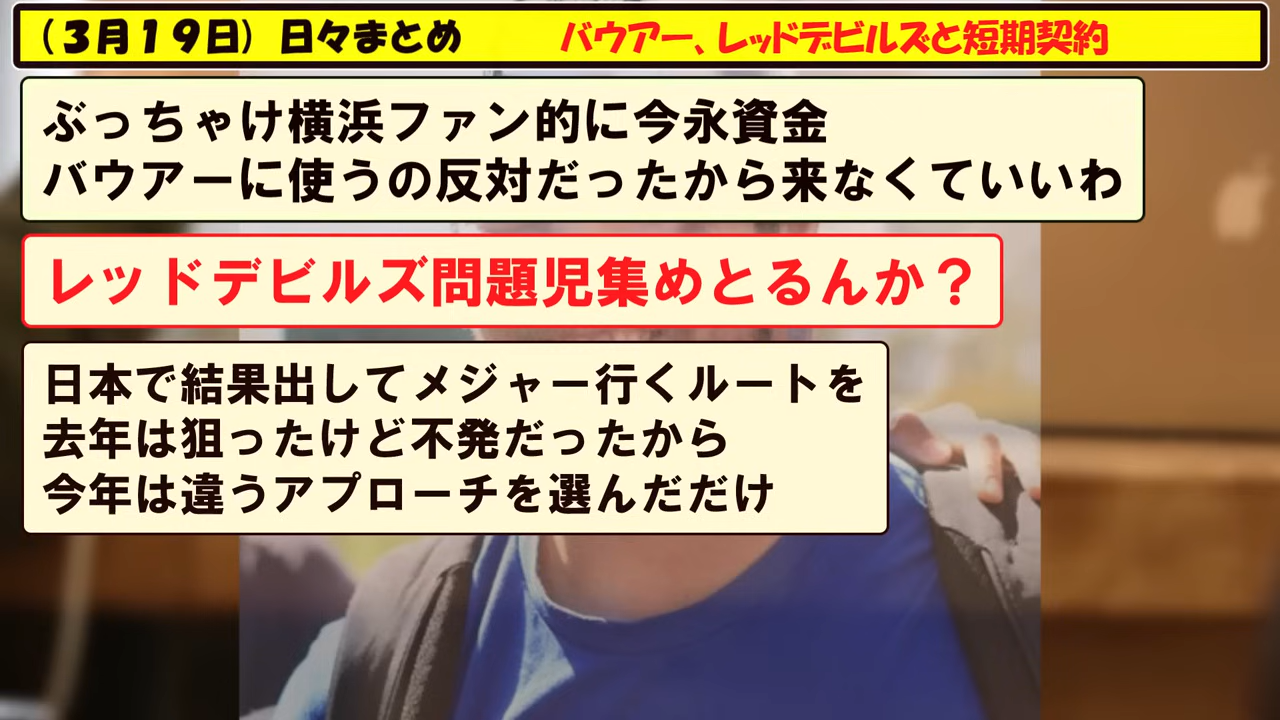 (３月１９日) 日々まとめ
バウアー、レッドデビルズと短期契約
ぶっちゃけ横浜ファン的に今永資金
バウアーに使うの反対だったから来なくていいわ
レッドデビルズ問題児集めとるんか？
日本で結果出してメジャー行くルートを
去年は狙ったけど不発だったから
今年は違うアプローチを選んだだけ